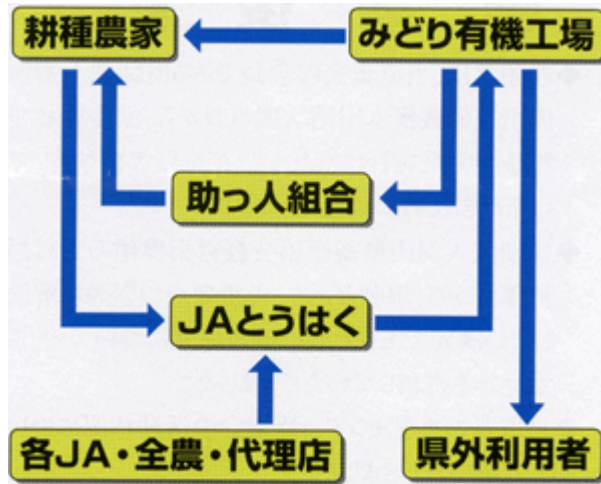 耕種農家
みどり有機工場
助っ人組合
JAとうはく
各JA・全農・代理店
県外利用者